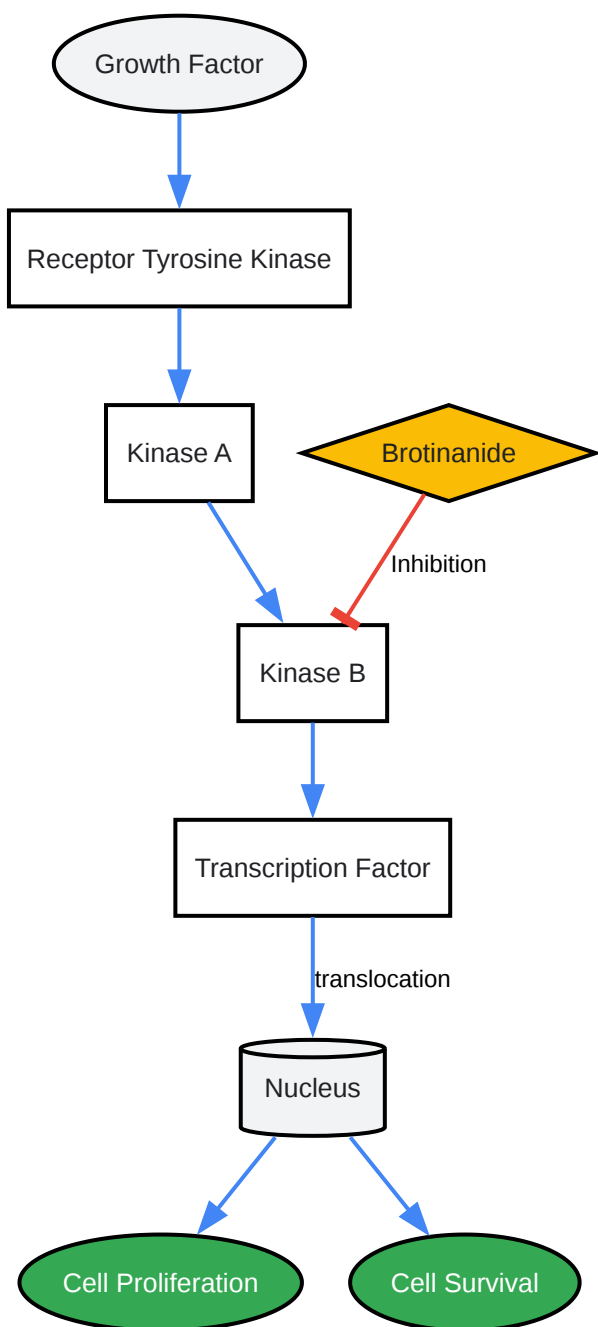 Growth Factor
Receptor Tyrosine Kinase
Kinase A
Brotinanide
Inhibition
Kinase B
Transcription Factor
translocation
Nucleus
Cell Proliferation
Cell Survival